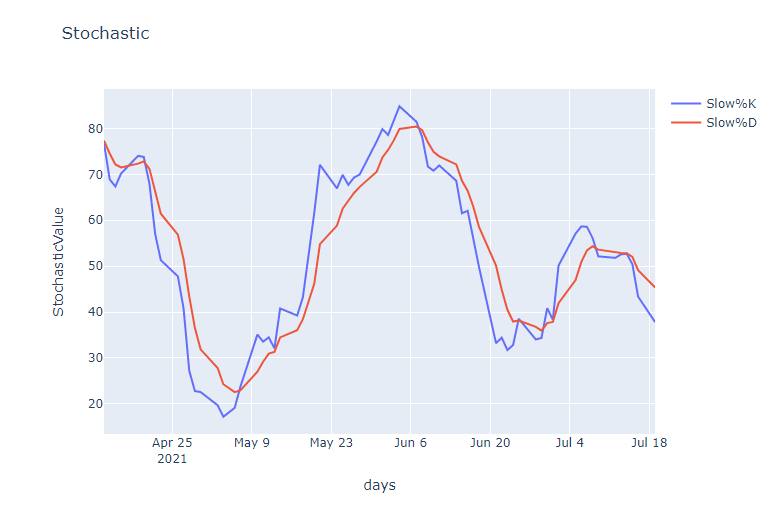 Stochastic
Slow%K
Slow%D
80
70
60
50
40
30
20
StochasticValue
Apr 25
2021
May 9
May 23
Jun 6
Jun 20
Jul 4
Jul 18
days